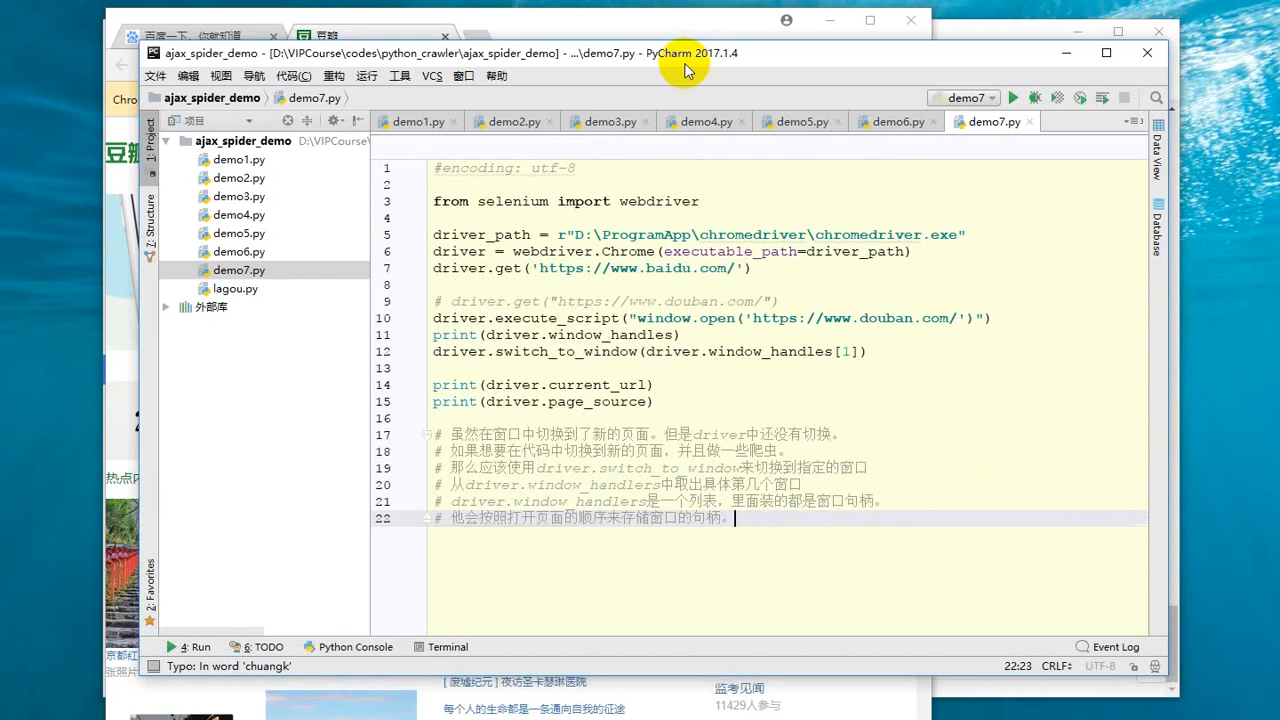 百度一下，你就知道
豆瓣
ajax_spider_demo - [D:\VIPCourse\codes\python_crawler\ajax_spider_demo] - ...\demo7.py - PyCharm 2017.1.4
文件 编辑 视图 导航 代码(C) 重构 运行 工具 VCS 窗口 帮助
Chro
ajax_spider_demo demo7.py demo7
项目 demo1.py demo2.py demo3.py demo4.py demo5.py demo6.py demo7.py
1: Project
7: Structure
2: Favorites
Data View
Database
ajax_spider_demo D:\VIPCourse\
demo1.py
demo2.py
demo3.py
demo4.py
demo5.py
demo6.py
demo7.py
lagou.py
外部库
1 #encoding: utf-8
2
3 from selenium import webdriver
4
5 driver_path = r"D:\ProgramApp\chromedriver\chromedriver.exe"
6 driver = webdriver.Chrome(executable_path=driver_path)
7 driver.get('https://www.baidu.com/')
8
9 # driver.get("https://www.douban.com/")
10 driver.execute_script("window.open('https://www.douban.com/')")
11 print(driver.window_handles)
12 driver.switch_to_window(driver.window_handles[1])
13
14 print(driver.current_url)
15 print(driver.page_source)
16
17 # 虽然在窗口中切换到了新的页面。但是driver中还没有切换。
18 # 如果想要在代码中切换到新的页面，并且做一些爬虫。
19 # 那么应该使用driver.switch_to_window来切换到指定的窗口
20 # 从driver.window_handlers中取出具体第几个窗口
21 # driver.window_handlers是一个列表，里面装的都是窗口句柄。
22 # 他会按照打开页面的顺序来存储窗口的句柄。
豆瓣
热点内
京都红
张照片
4: Run 6: TODO Python Console Terminal Event Log
Typo: In word 'chuangk' 22:23 CRLF UTF-8
[ 废墟纪元 ] 夜访圣卡瑟琳医院
每个人的生命都是一条通向自我的征途
监考见闻
11429人参与